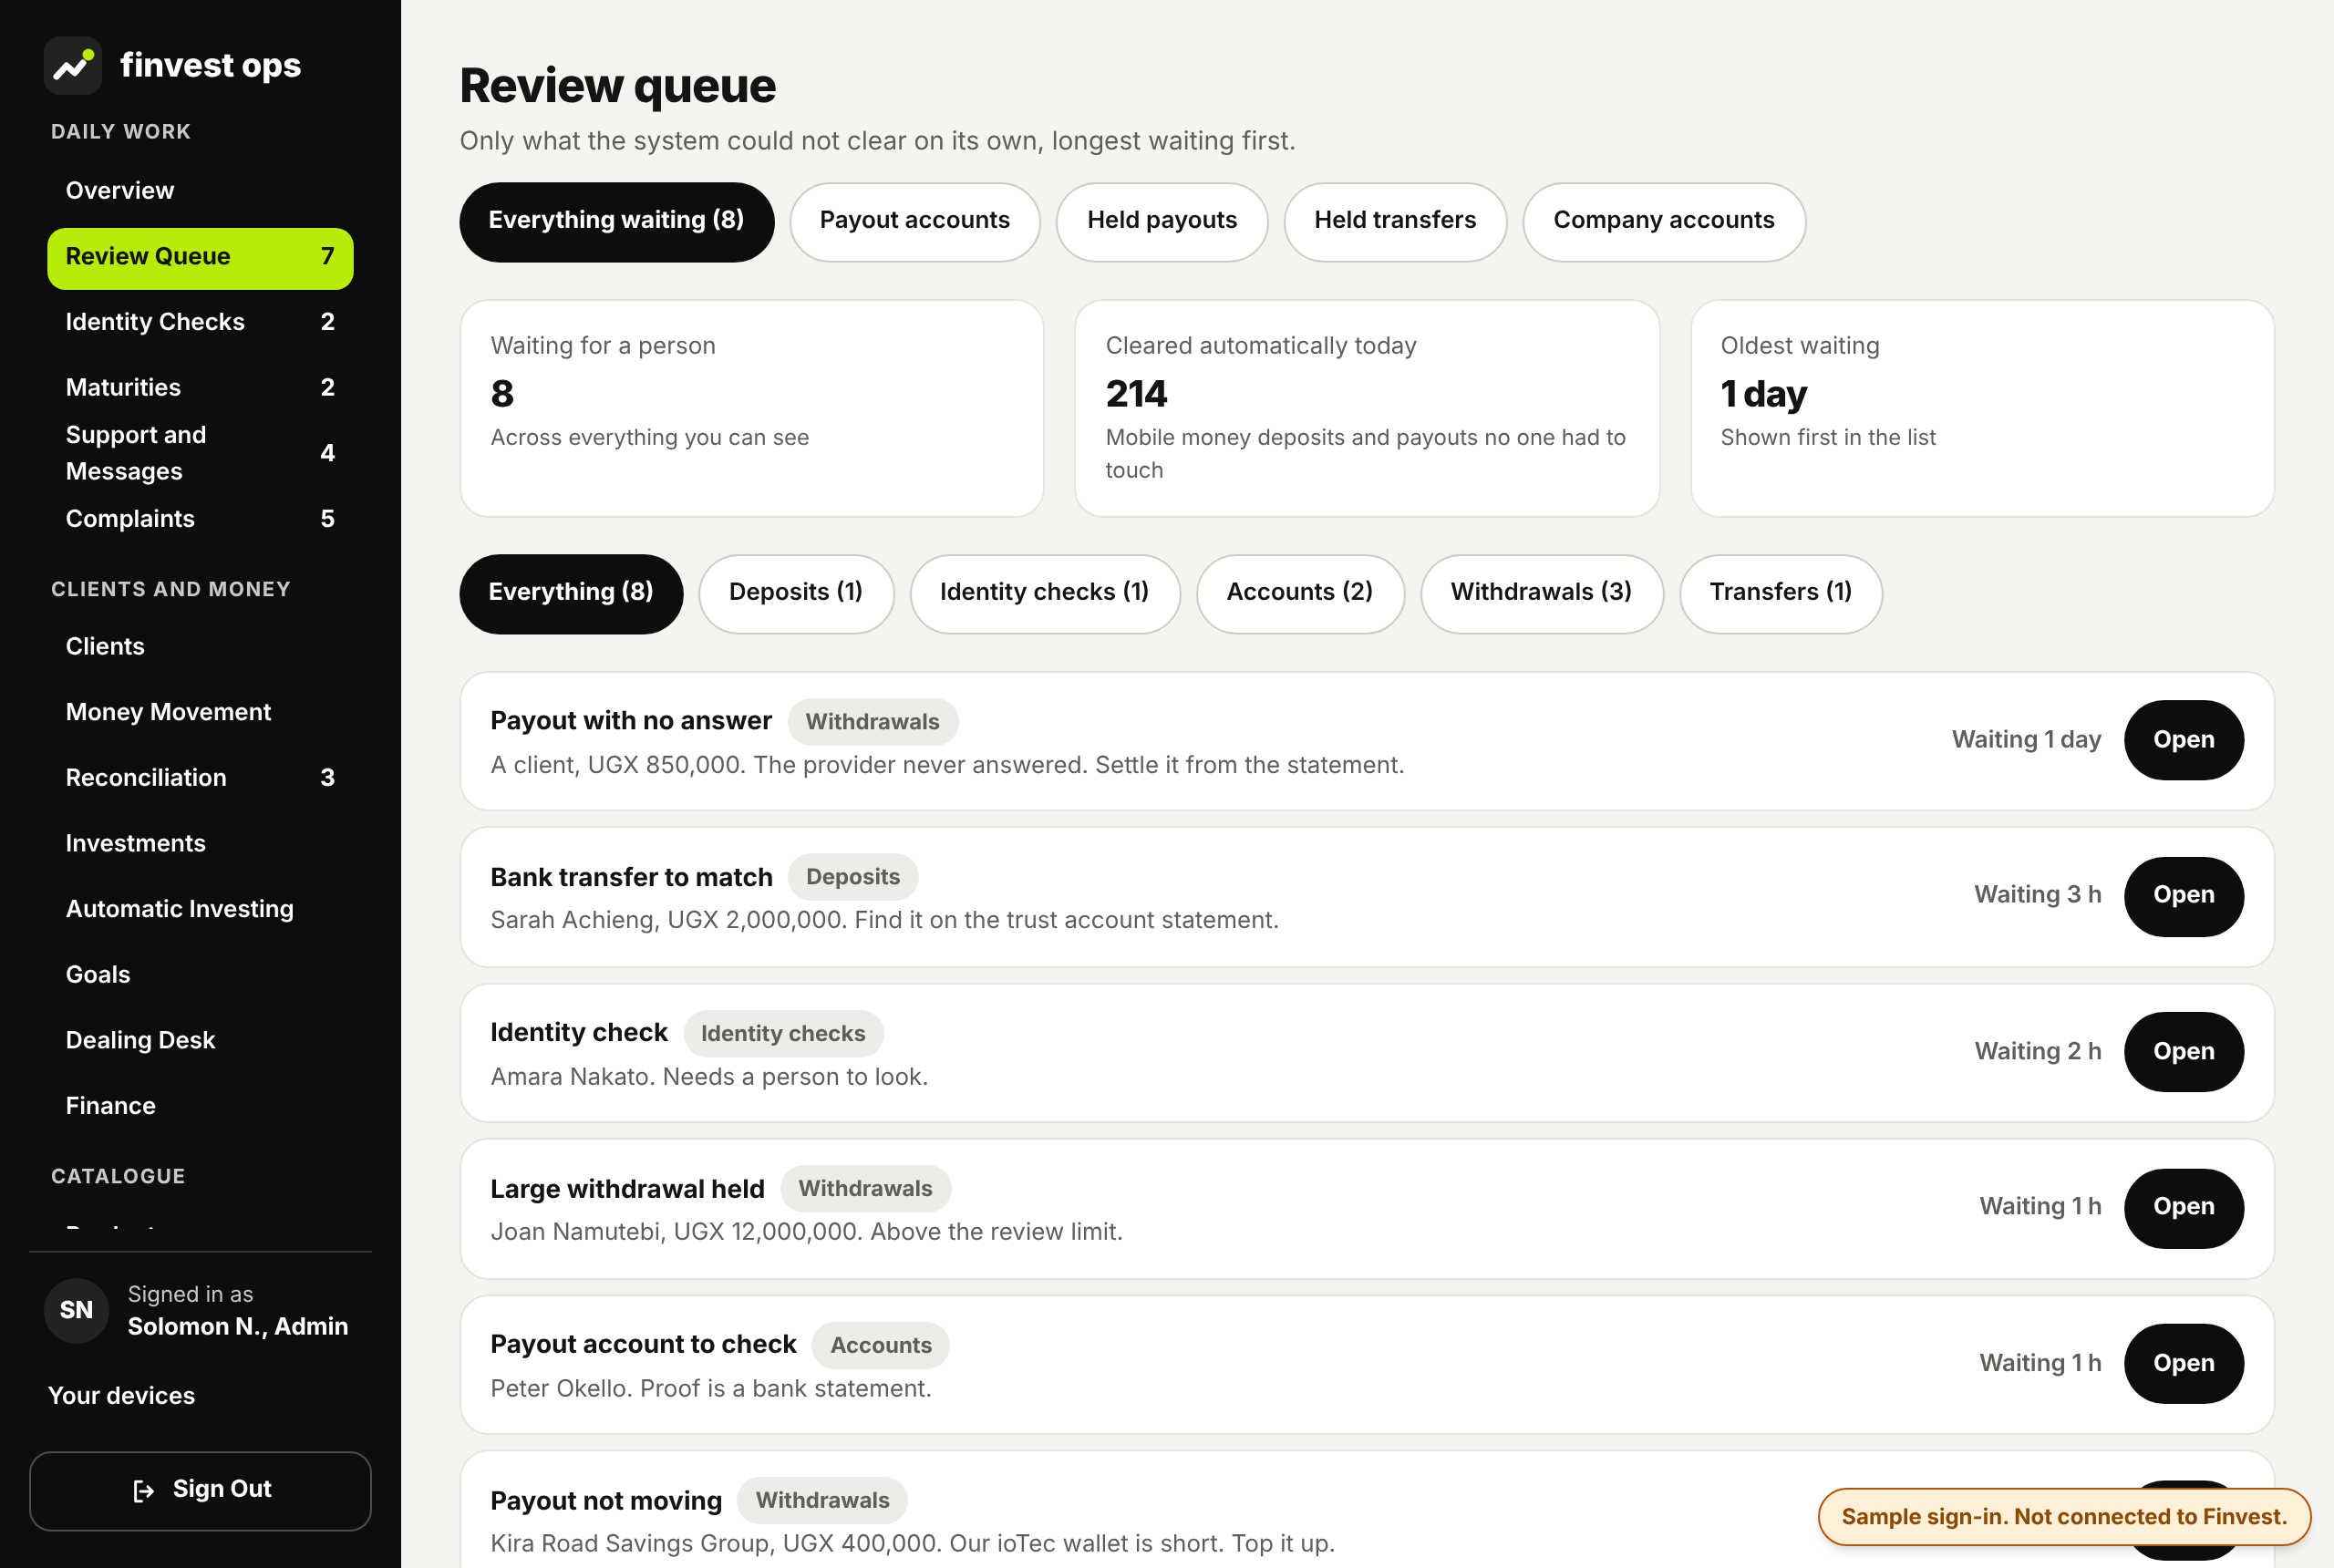 finvest ops
DAILY WORK
Overview
Review Queue 7
Identity Checks 2
Maturities 2
Support and
Messages 4
Complaints 5
CLIENTS AND MONEY
Clients
Money Movement
Reconciliation 3
Investments
Automatic Investing
Goals
Dealing Desk
Finance
CATALOGUE
SN
Signed in as
Solomon N., Admin
Your devices
Sign Out
Review queue
Only what the system could not clear on its own, longest waiting first.
Everything waiting (8) Payout accounts Held payouts Held transfers Company accounts
Waiting for a person
8
Across everything you can see
Cleared automatically today
214
Mobile money deposits and payouts no one had to
touch
Oldest waiting
1 day
Shown first in the list
Everything (8) Deposits (1) Identity checks (1) Accounts (2) Withdrawals (3) Transfers (1)
Payout with no answer Withdrawals
A client, UGX 850,000. The provider never answered. Settle it from the statement.
Waiting 1 day Open
Bank transfer to match Deposits
Sarah Achieng, UGX 2,000,000. Find it on the trust account statement.
Waiting 3 h Open
Identity check Identity checks
Amara Nakato. Needs a person to look.
Waiting 2 h Open
Large withdrawal held Withdrawals
Joan Namutebi, UGX 12,000,000. Above the review limit.
Waiting 1 h Open
Payout account to check Accounts
Peter Okello. Proof is a bank statement.
Waiting 1 h Open
Payout not moving Withdrawals
Kira Road Savings Group, UGX 400,000. Our ioTec wallet is short. Top it up.
Sample sign-in. Not connected to Finvest.